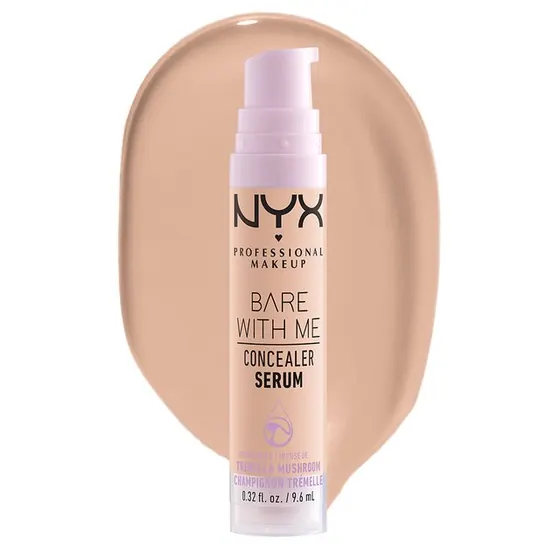 NYX
PROFESSIONAL
MAKEUP
BARE
WITH ME
CONCEALER
SERUM
MUSHROOM
CHAMPIGNON TRÉMELLE
0.32 fl. oz. / 9.6 mL